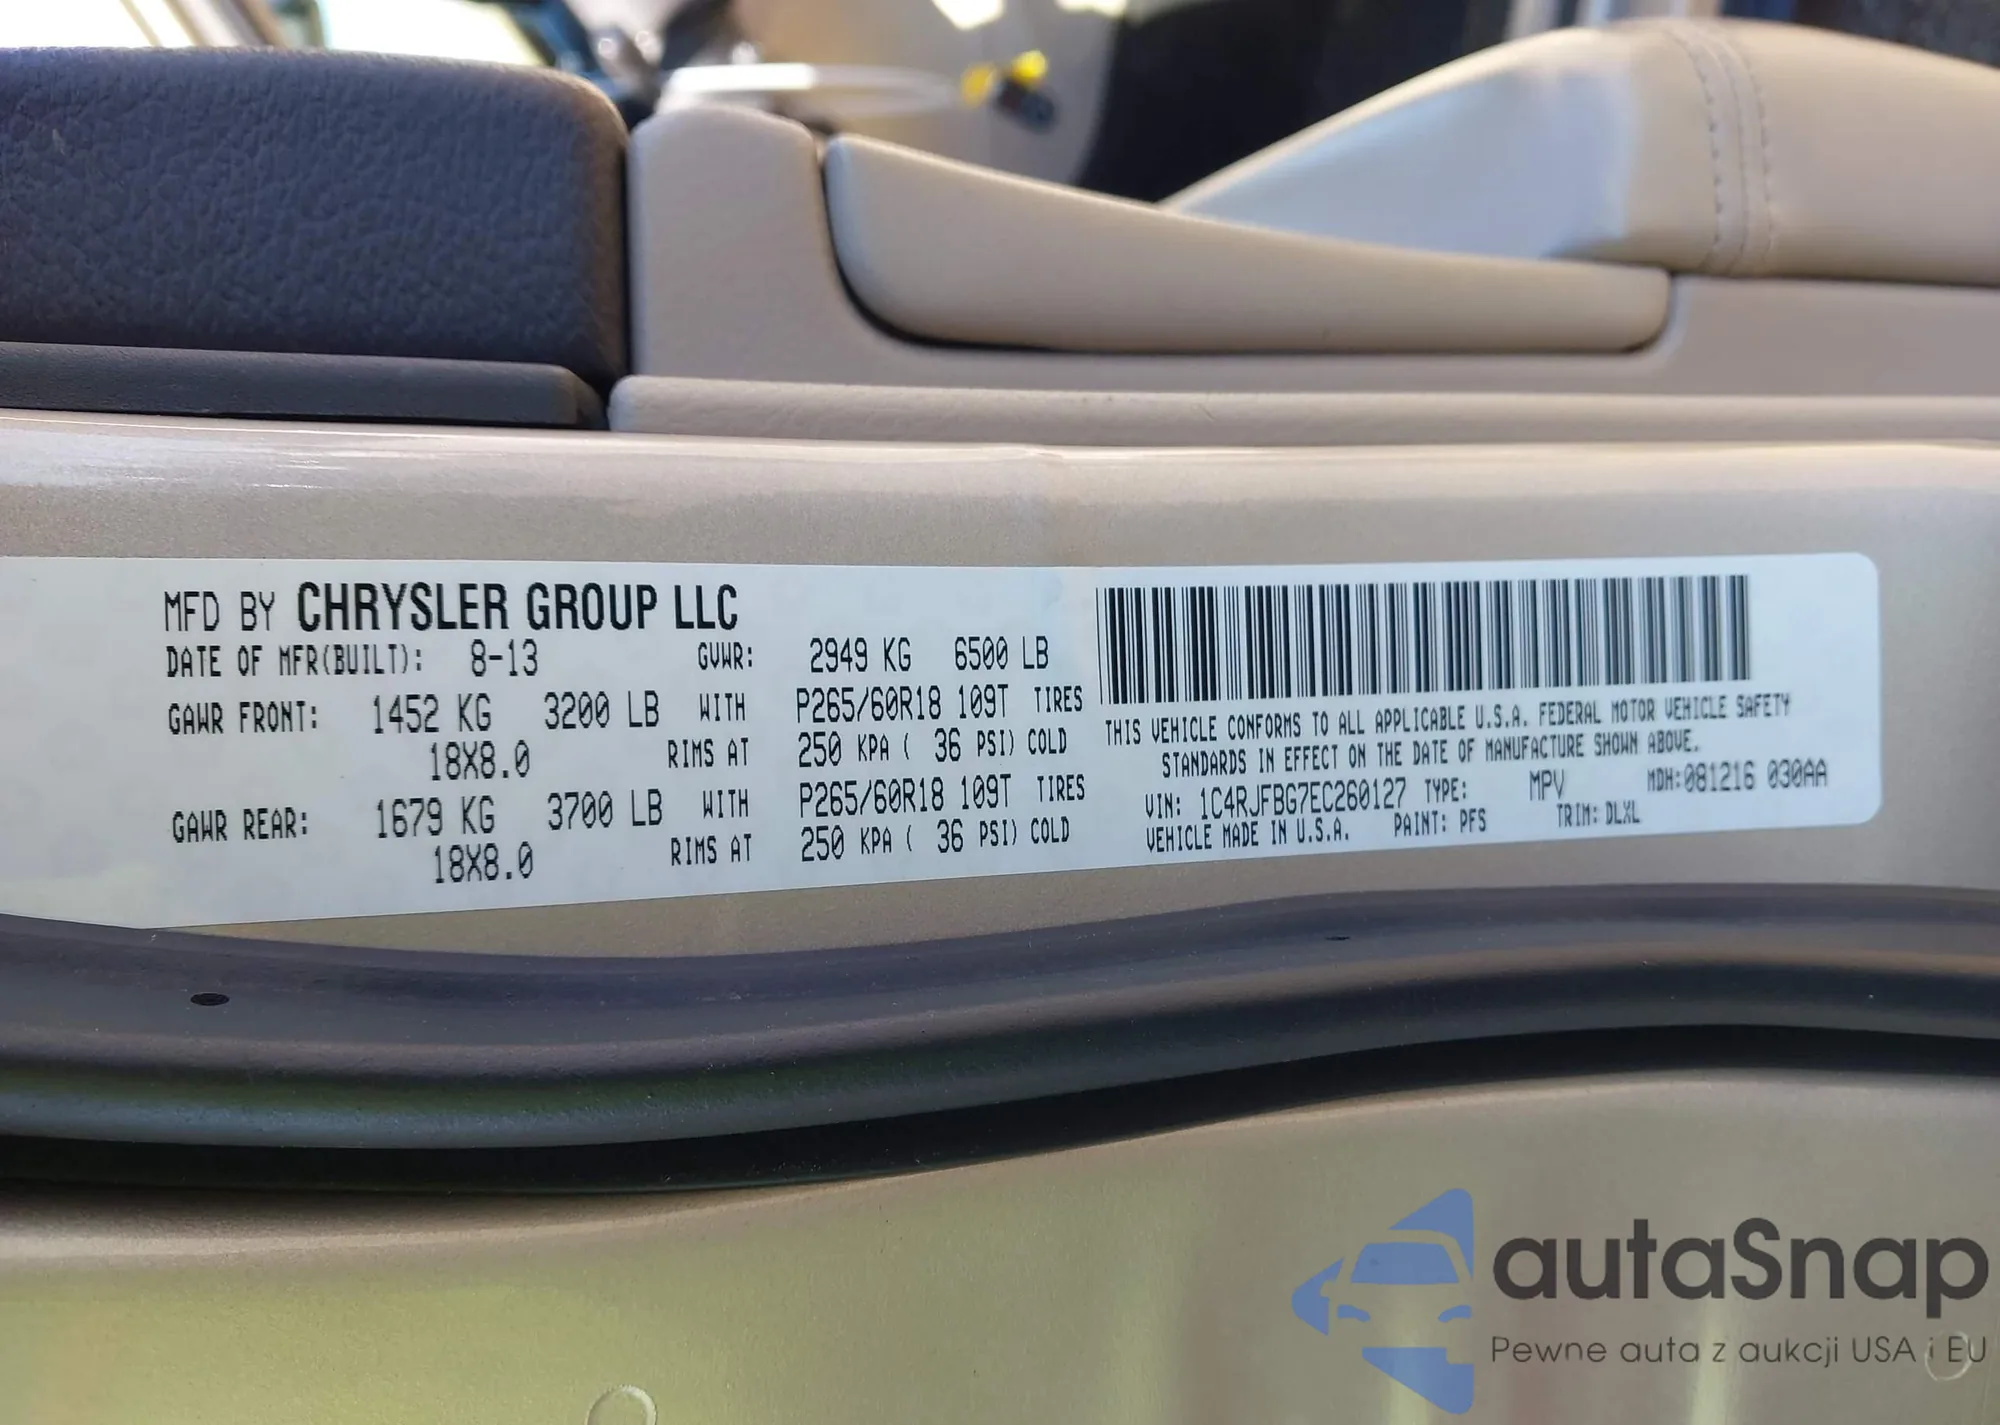 MFD BY CHRYSLER GROUP LLC
DATE OF MFR(BUILT): 8-13 GVWR: 2949 KG 6500 LB
GAWR FRONT: 1452 KG 3200 LB WITH P265/60R18 109T TIRES
18X8.0 RIMS AT 250 KPA ( 36 PSI) COLD
GAWR REAR: 1679 KG 3700 LB WITH P265/60R18 109T TIRES
18X8.0 RIMS AT 250 KPA ( 36 PSI) COLD
THIS VEHICLE CONFORMS TO ALL APPLICABLE U.S.A. FEDERAL MOTOR VEHICLE SAFETY
STANDARDS IN EFFECT ON THE DATE OF MANUFACTURE SHOWN ABOVE.
VIN: 1C4RJFBG7EC260127 TYPE: MPV MDH:081216 030AA
VEHICLE MADE IN U.S.A. PAINT: PFS TRIM: DLXL
autaSnap
Pewne auta z aukcji USA i EU